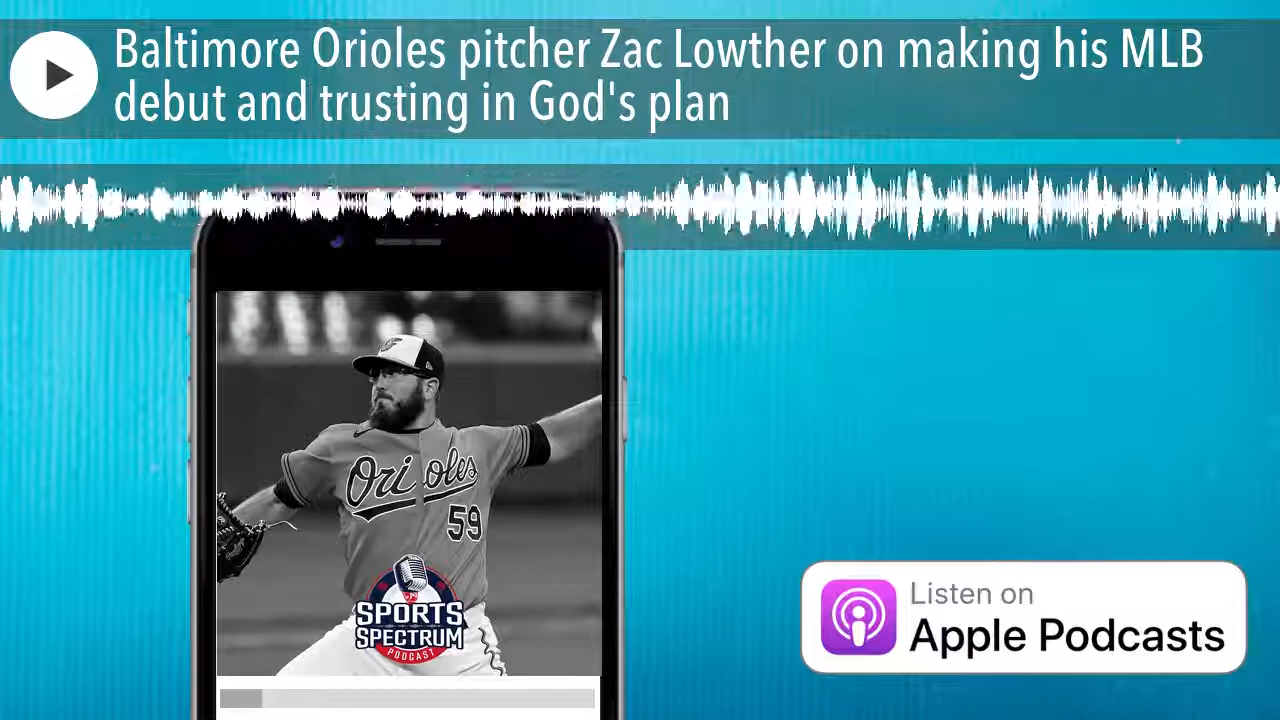 Baltimore Orioles pitcher Zac Lowther on making his MLB
debut and trusting in God's plan
Orioles
59
SPORTS
SPECTRUM
PODCAST
Listen on
Apple Podcasts